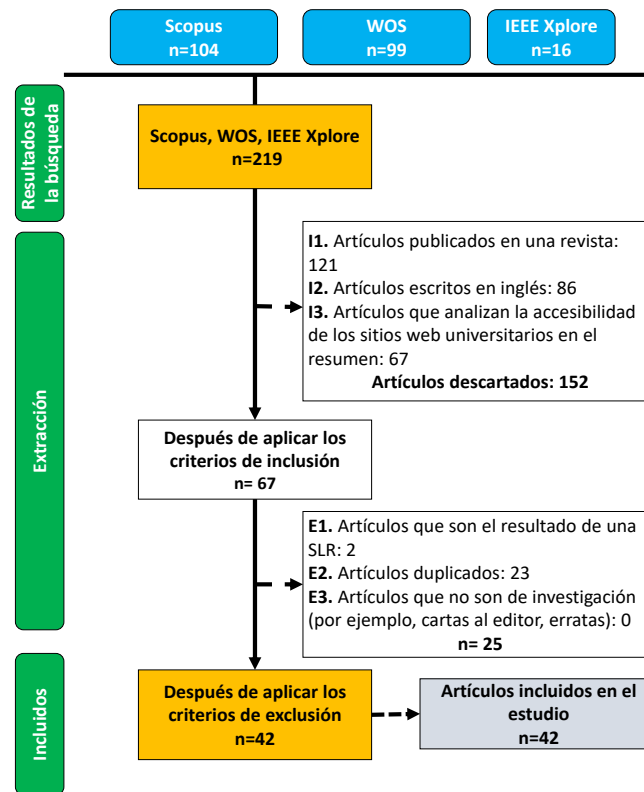 Scopus
n=104
WOS
n=99
IEEE Xplore
n=16
Resultados de
la búsqueda
Scopus, WOS, IEEE Xplore
n=219
I1. Artículos publicados en una revista:
121
I2. Artículos escritos en inglés: 86
I3. Artículos que analizan la accesibilidad
de los sitios web universitarios en el
resumen: 67
Artículos descartados: 152
Extracción
Después de aplicar los
criterios de inclusión
n= 67
E1. Artículos que son el resultado de una
SLR: 2
E2. Artículos duplicados: 23
E3. Artículos que no son de investigación
(por ejemplo, cartas al editor, erratas): 0
n= 25
Incluidos
Después de aplicar los
criterios de exclusión
n=42
Artículos incluidos en el
estudio
n=42